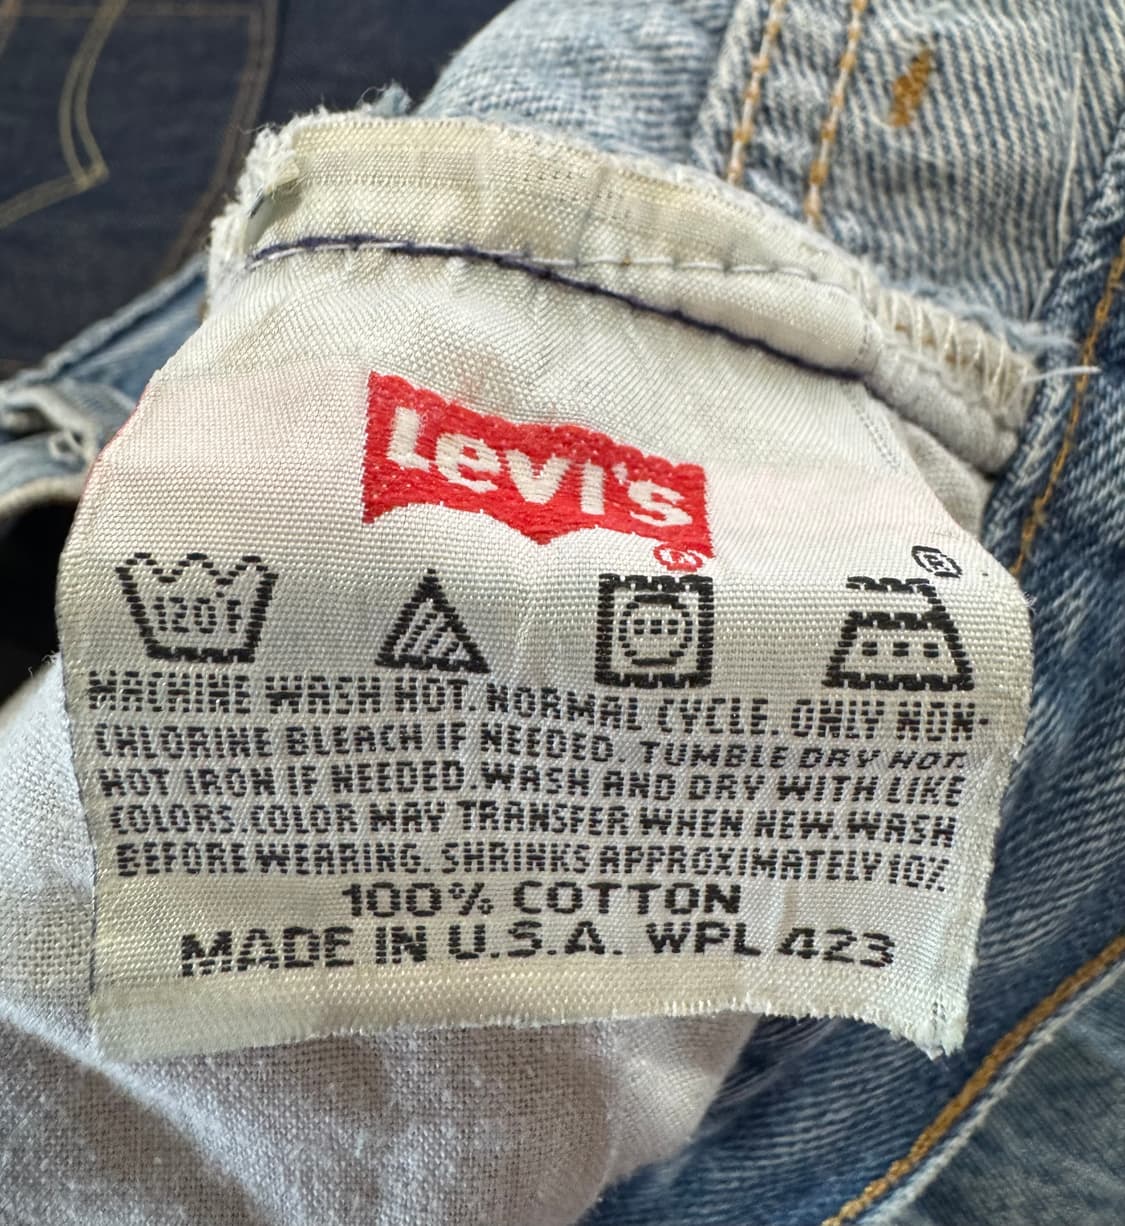 Levi's
®
®
120F
MACHINE WASH HOT. NORMAL CYCLE. ONLY NON-
CHLORINE BLEACH IF NEEDED. TUMBLE DRY HOT.
HOT IRON IF NEEDED. WASH AND DRY WITH LIKE
COLORS. COLOR MAY TRANSFER WHEN NEW. WASH
BEFORE WEARING. SHRINKS APPROXIMATELY 10%
100% COTTON
MADE IN U.S.A. WPL 423